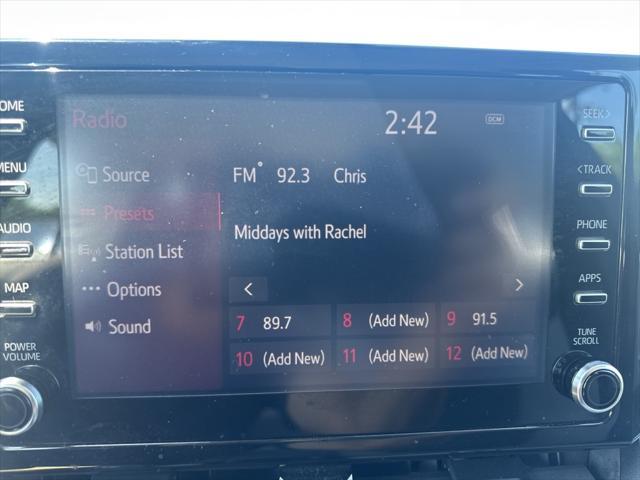 HOME
MENU
AUDIO
MAP
POWER
VOLUME
Radio
2:42
DCM
Source
Presets
Station List
Options
Sound
FM 92.3 Chris
Middays with Rachel
< >
7 89.7 8 (Add New) 9 91.5
10 (Add New) 11 (Add New) 12 (Add New)
SEEK>
<TRACK
PHONE
APPS
TUNE
SCROLL